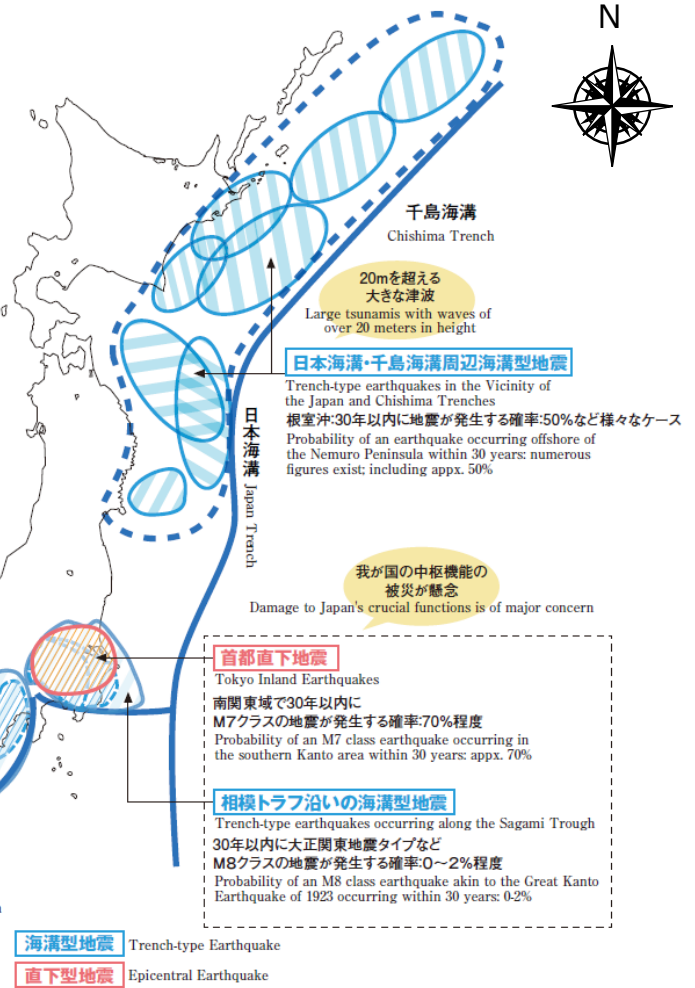 N
千島海溝
Chishima Trench
20mを超える
大きな津波
Large tsunamis with waves of
over 20 meters in height
日本海溝・千島海溝周辺海溝型地震
Trench-type earthquakes in the Vicinity of
the Japan and Chishima Trenches
根室沖:30年以内に地震が発生する確率:50%など様々なケース
Probability of an earthquake occurring offshore of
the Nemuro Peninsula within 30 years: numerous
figures exist; including appx. 50%
日本海溝
Japan Trench
我が国の中枢機能の
被災が懸念
Damage to Japan's crucial functions is of major concern
首都直下地震
Tokyo Inland Earthquakes
南関東域で30年以内に
M7クラスの地震が発生する確率:70%程度
Probability of an M7 class earthquake occurring in
the southern Kanto area within 30 years: appx. 70%
相模トラフ沿いの海溝型地震
Trench-type earthquakes occurring along the Sagami Trough
30年以内に大正関東地震タイプなど
M8クラスの地震が発生する確率:0〜2%程度
Probability of an M8 class earthquake akin to the Great Kanto
Earthquake of 1923 occurring within 30 years: 0-2%
海溝型地震 Trench-type Earthquake
直下型地震 Epicentral Earthquake